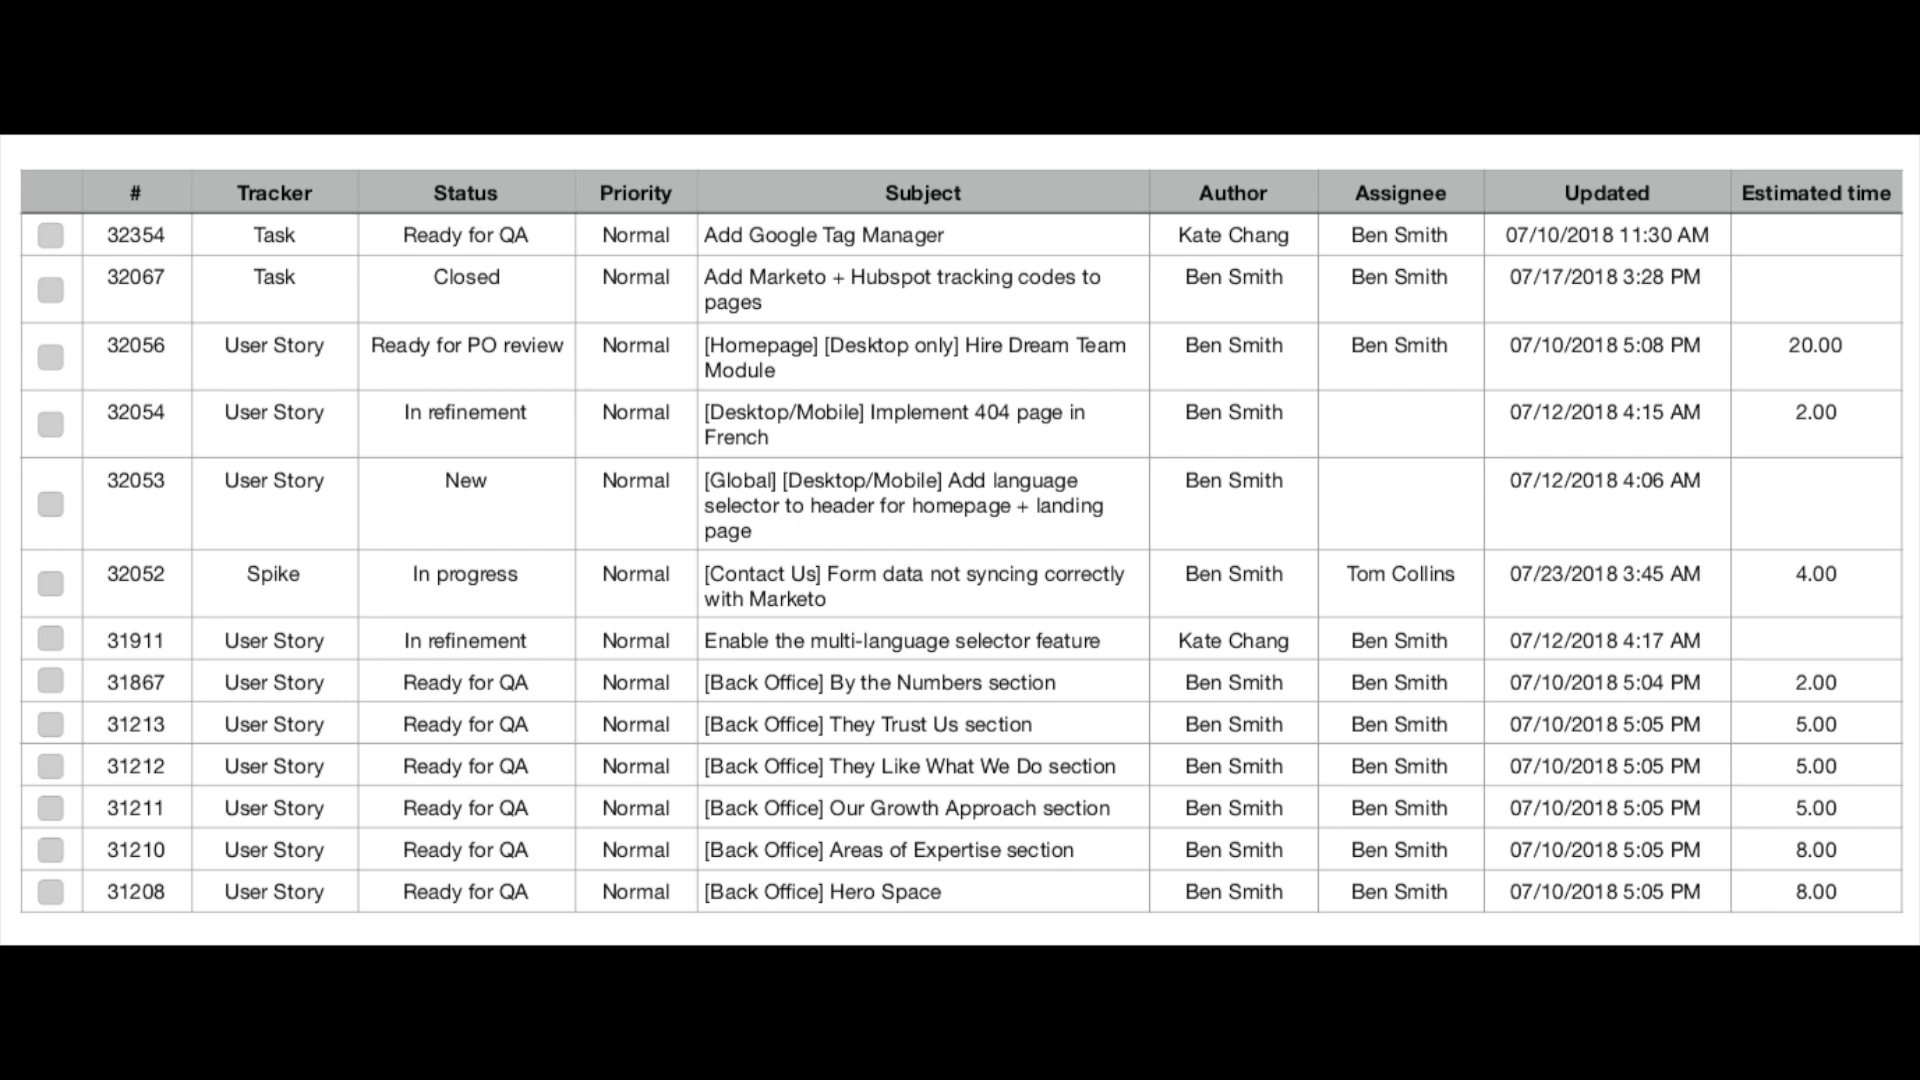 # Tracker Status Priority Subject Author Assignee Updated Estimated time
32354 Task Ready for QA Normal Add Google Tag Manager Kate Chang Ben Smith 07/10/2018 11:30 AM
32067 Task Closed Normal Add Marketo + Hubspot tracking codes to Ben Smith Ben Smith 07/17/2018 3:28 PM
pages
32056 User Story Ready for PO review Normal [Homepage] [Desktop only] Hire Dream Team Ben Smith Ben Smith 07/10/2018 5:08 PM 20.00
Module
32054 User Story In refinement Normal [Desktop/Mobile] Implement 404 page in Ben Smith 07/12/2018 4:15 AM 2.00
French
32053 User Story New Normal [Global] [Desktop/Mobile] Add language Ben Smith 07/12/2018 4:06 AM
selector to header for homepage + landing
page
32052 Spike In progress Normal [Contact Us] Form data not syncing correctly Ben Smith Tom Collins 07/23/2018 3:45 AM 4.00
with Marketo
31911 User Story In refinement Normal Enable the multi-language selector feature Kate Chang Ben Smith 07/12/2018 4:17 AM
31867 User Story Ready for QA Normal [Back Office] By the Numbers section Ben Smith Ben Smith 07/10/2018 5:04 PM 2.00
31213 User Story Ready for QA Normal [Back Office] They Trust Us section Ben Smith Ben Smith 07/10/2018 5:05 PM 5.00
31212 User Story Ready for QA Normal [Back Office] They Like What We Do section Ben Smith Ben Smith 07/10/2018 5:05 PM 5.00
31211 User Story Ready for QA Normal [Back Office] Our Growth Approach section Ben Smith Ben Smith 07/10/2018 5:05 PM 5.00
31210 User Story Ready for QA Normal [Back Office] Areas of Expertise section Ben Smith Ben Smith 07/10/2018 5:05 PM 8.00
31208 User Story Ready for QA Normal [Back Office] Hero Space Ben Smith Ben Smith 07/10/2018 5:05 PM 8.00